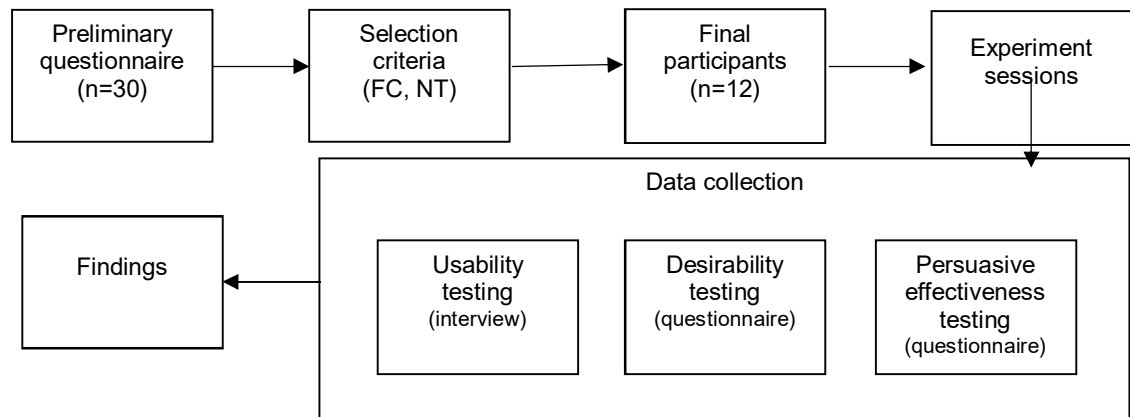 Preliminary
questionnaire
(n=30)
Selection
criteria
(FC, NT)
Final
participants
(n=12)
Experiment
sessions
Data collection
Usability
testing
(interview)
Desirability
testing
(questionnaire)
Persuasive
effectiveness
testing
(questionnaire)
Findings